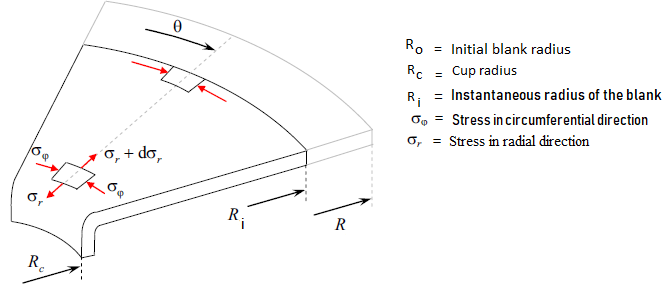 θ
σφ
σr + dσr
σr
σφ
Ri
R
Rc
Ro = Initial blank radius
Rc = Cup radius
Ri = Instantaneous radius of the blank
σφ = Stress in circumferential direction
σr = Stress in radial direction